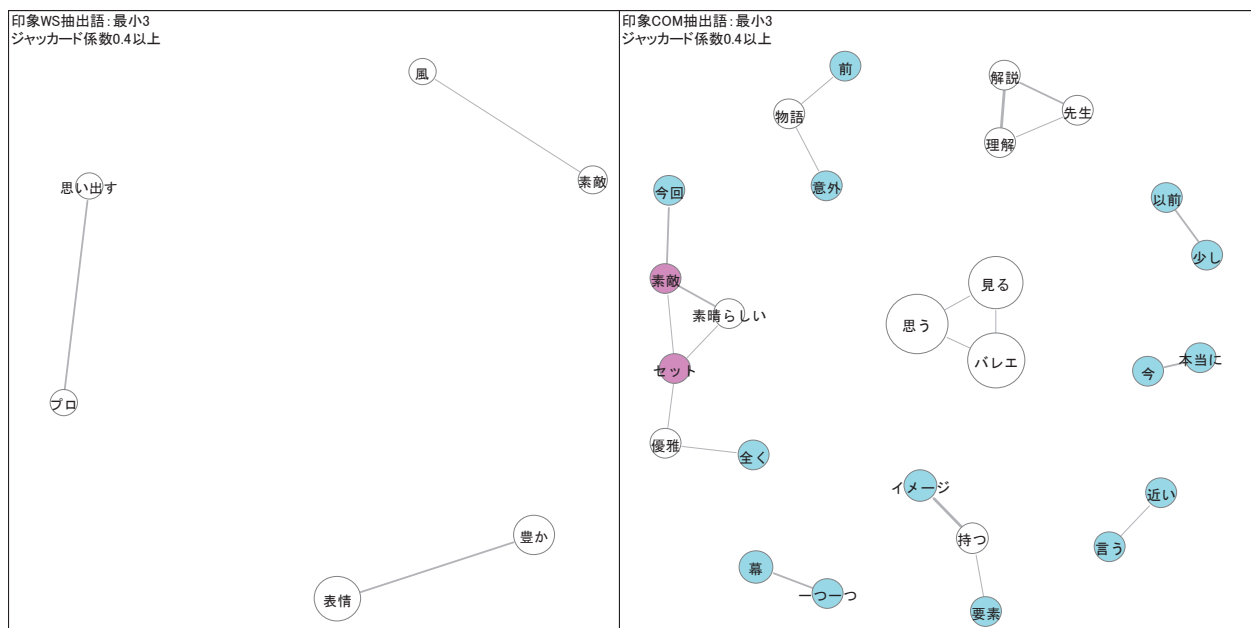 印象WS抽出語：最小3
ジャッカード係数0.4以上
風
素敵
思い出す
プロ
豊か
表情
印象COM抽出語：最小3
ジャッカード係数0.4以上
前
物語
意外
解説
先生
理解
今回
素敵
素晴らしい
セット
優雅
全く
以前
少し
見る
思う
バレエ
本当に
今
イメージ
持つ
要素
近い
言う
幕
一つ一つ